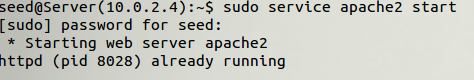 seed@Server(10.0.2.4):~$ sudo service apache2 start
[sudo] password for seed:
 * Starting web server apache2
httpd (pid 8028) already running